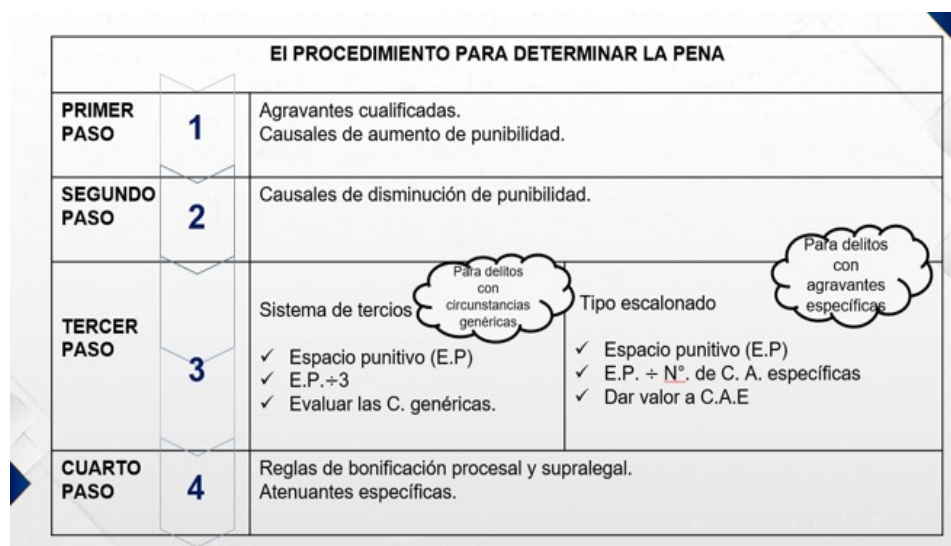 El PROCEDIMIENTO PARA DETERMINAR LA PENA
PRIMER
PASO
1
Agravantes cualificadas.
Causales de aumento de punibilidad.
SEGUNDO
PASO
2
Causales de disminución de punibilidad.
TERCER
PASO
3
Sistema de tercios
Para delitos
con
circunstancias
genéricas
✓ Espacio punitivo (E.P)
✓ E.P.÷3
✓ Evaluar las C. genéricas.
Tipo escalonado
Para delitos
con
agravantes
específicas
✓ Espacio punitivo (E.P)
✓ E.P. ÷ N°. de C. A. específicas
✓ Dar valor a C.A.E
CUARTO
PASO
4
Reglas de bonificación procesal y supralegal.
Atenuantes específicas.